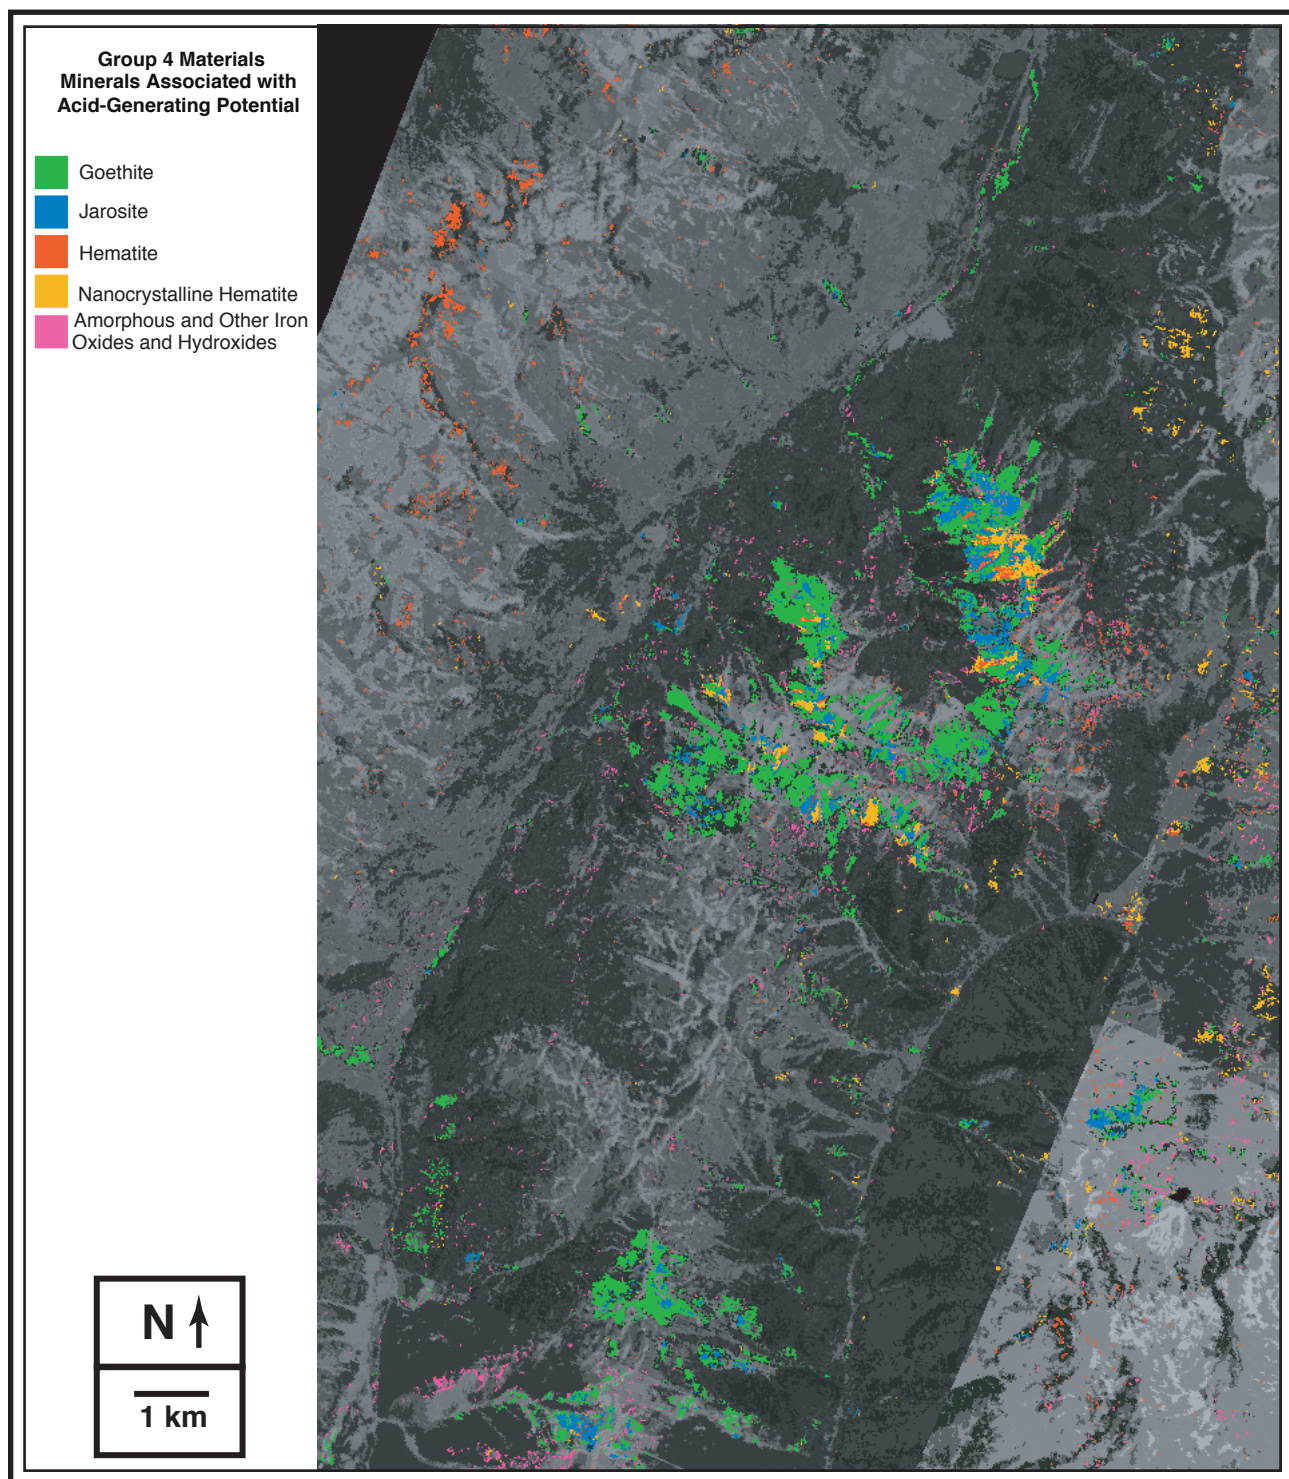 Group 4 Materials
Minerals Associated with
Acid-Generating Potential
Goethite
Jarosite
Hematite
Nanocrystalline Hematite
Amorphous and Other Iron
Oxides and Hydroxides
N
1 km